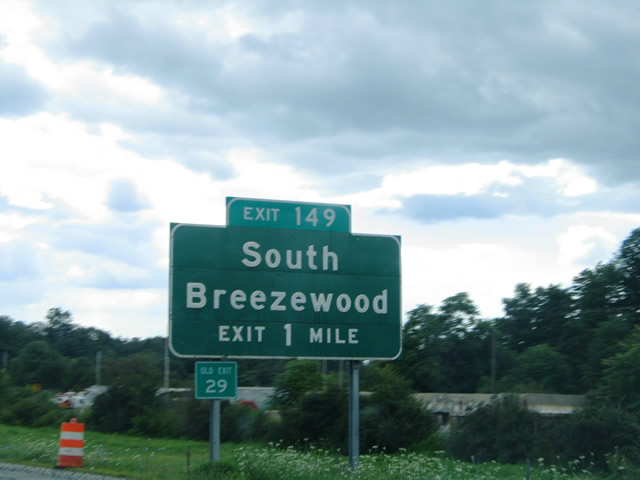 EXIT 149
South
Breezewood
EXIT 1 MILE
OLD EXIT
29